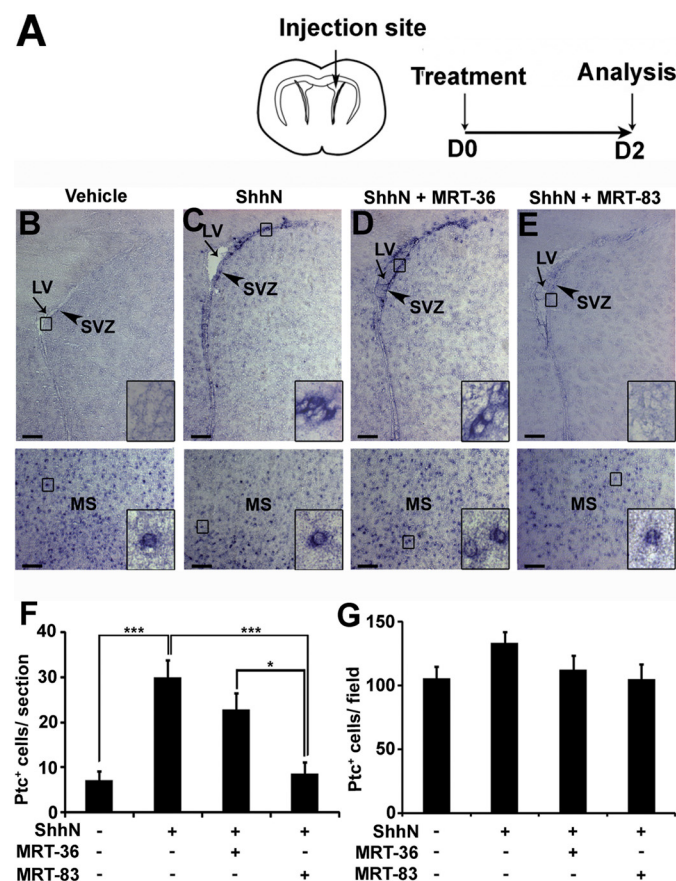 A
Injection site
Treatment
Analysis
D0
D2
Vehicle
ShhN
ShhN + MRT-36
ShhN + MRT-83
B
C
D
E
LV
SVZ
LV
SVZ
LV
SVZ
LV
SVZ
MS
MS
MS
MS
F
Ptc+ cells/ section
40
30
20
10
0
***
***
*
ShhN - + + +
MRT-36 - - + -
MRT-83 - - - +
G
Ptc+ cells/ field
150
100
50
0
ShhN - + + +
MRT-36 - - + -
MRT-83 - - - +